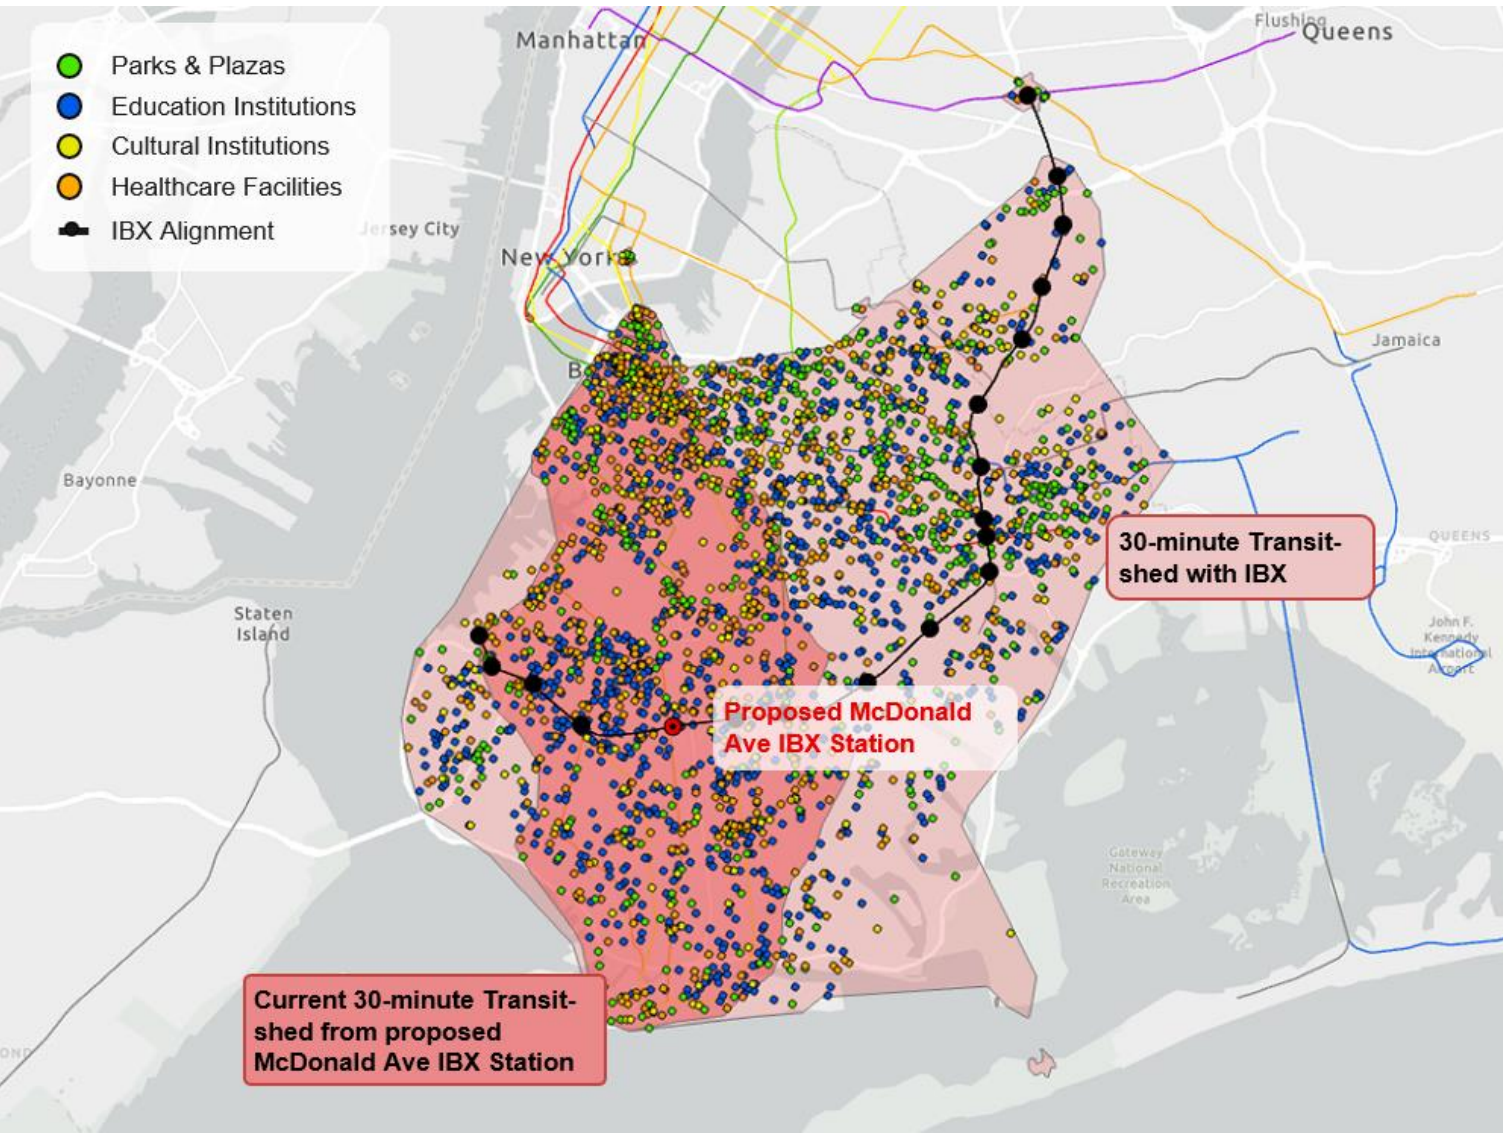 Parks & Plazas
Education Institutions
Cultural Institutions
Healthcare Facilities
IBX Alignment
Manhattan
Flushing
Queens
Jersey City
New York
Jamaica
Bayonne
30-minute Transit-
shed with IBX
QUEENS
Staten
Island
John F.
Kennedy
International
Airport
Proposed McDonald
Ave IBX Station
Gateway
National
Recreation
Area
Current 30-minute Transit-
shed from proposed
McDonald Ave IBX Station
OND